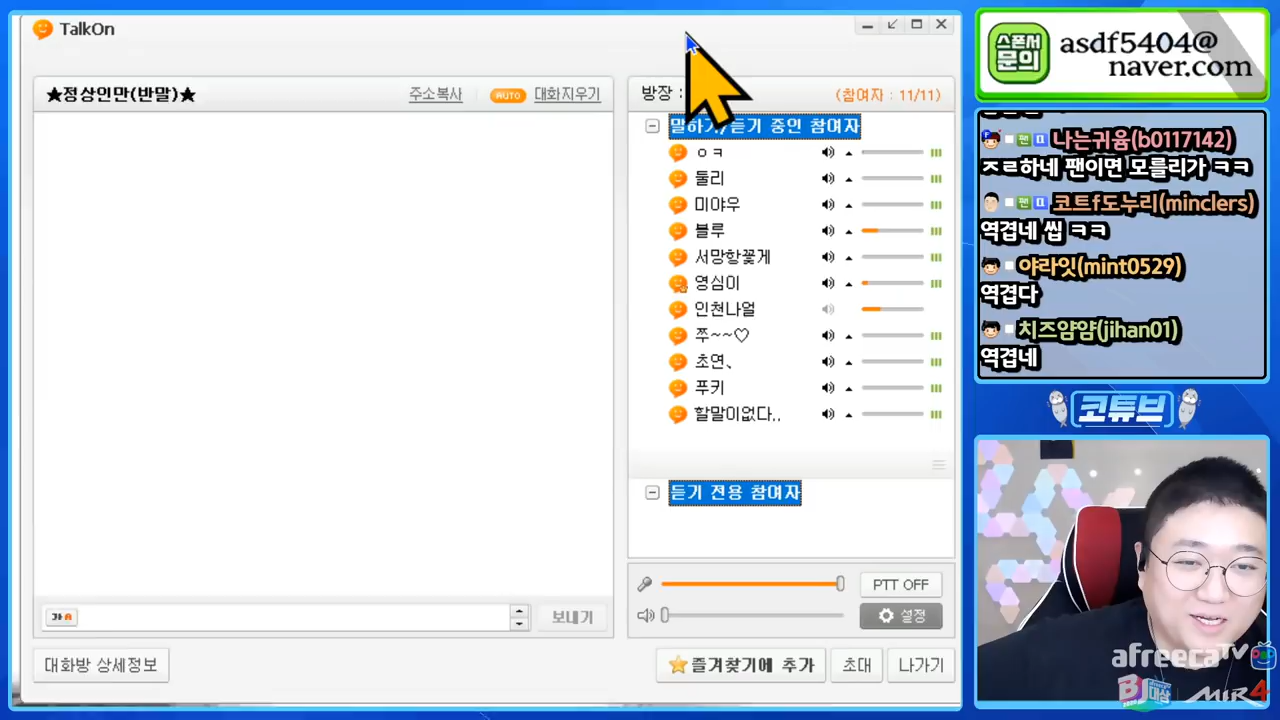 TalkOn
★정상인만(반말)★
주소복사
AUTO
대화지우기
방장 :
(참여자 : 11/11)
말하기/듣기 중인 참여자
ㅇㅋ
둘리
미야우
블루
서망항꽃게
영심이
인천나얼
쭈~~♡
초연、
푸키
할말이없다..
듣기 전용 참여자
가A
보내기
PTT OFF
설정
대화방 상세정보
즐겨찾기에 추가
초대
나가기
스폰서
문의
asdf5404@
naver.com
팬
나는귀욤(b0117142)
ㅈㄹ하네 팬이면 모를리가 ㅋㅋ
팬
코트f도누리(minclers)
역겹네 씹 ㅋㅋ
야라잇(mint0529)
역겹다
치즈얌얌(jihan01)
역겹네
코튜브
afreecaTV
afreecaTV
BJ대상
MIR4